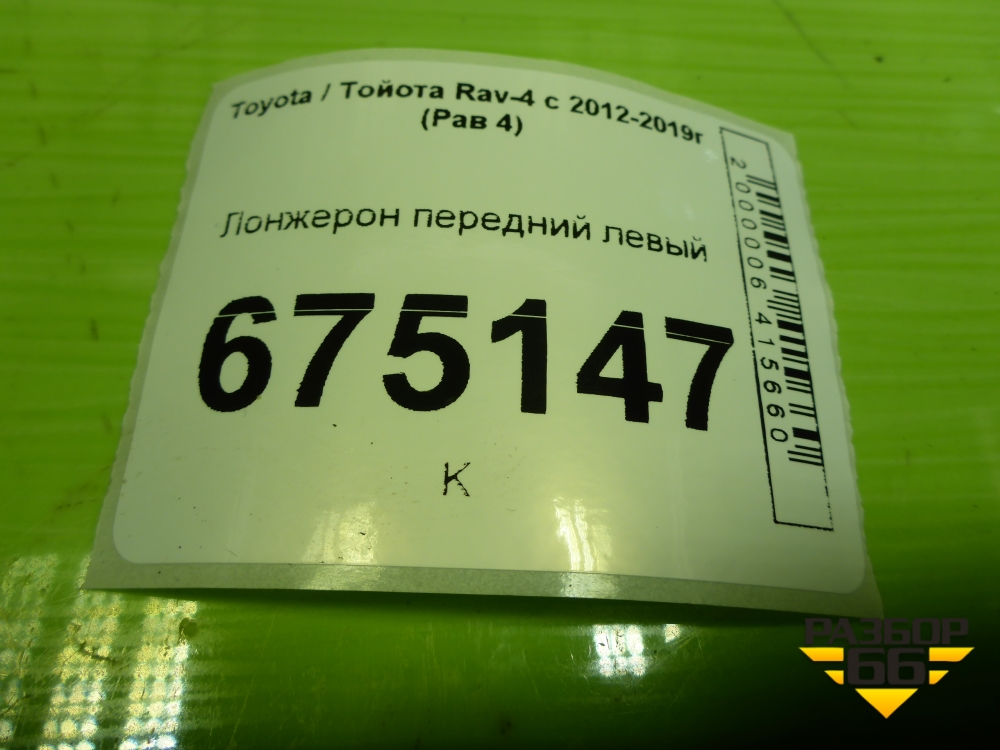 Toyota / Тойота Rav-4 с 2012-2019г
(Рав 4)
Лонжерон передний левый
675147
К
2000006415660
РАЗБОР
66